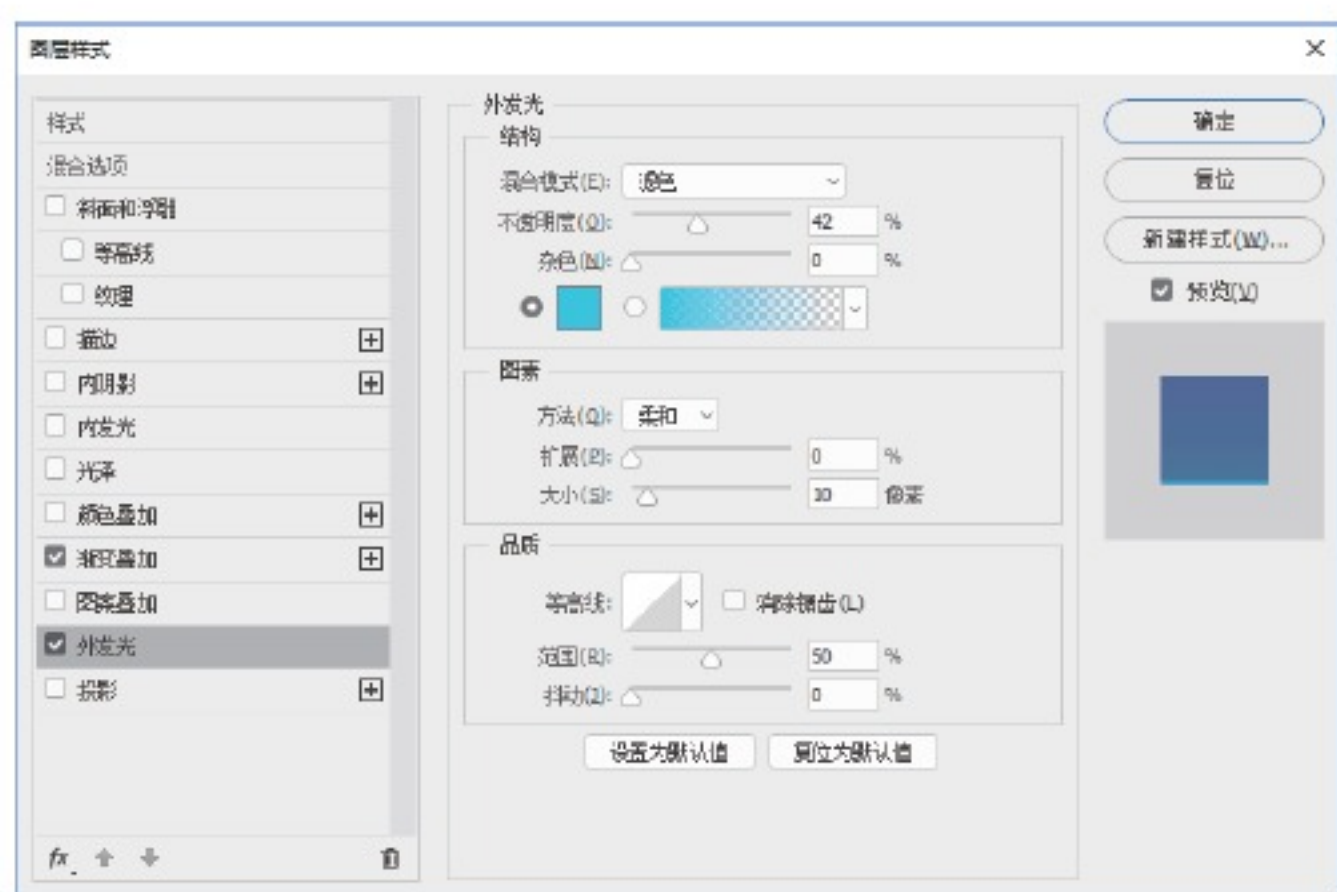 图层样式
样式
混合选项
斜面和浮雕
等高线
纹理
描边
内阴影
内发光
光泽
颜色叠加
渐变叠加
图案叠加
外发光
投影
fx
外发光
结构
混合模式(E): 滤色
不透明度(O): 42 %
杂色(N): 0 %
图素
方法(Q): 柔和
扩展(P): 0 %
大小(S): 10 像素
品质
等高线: 消除锯齿(L)
范围(R): 50 %
抖动(J): 0 %
设置为默认值 复位为默认值
确定
复位
新建样式(W)...
预览(V)